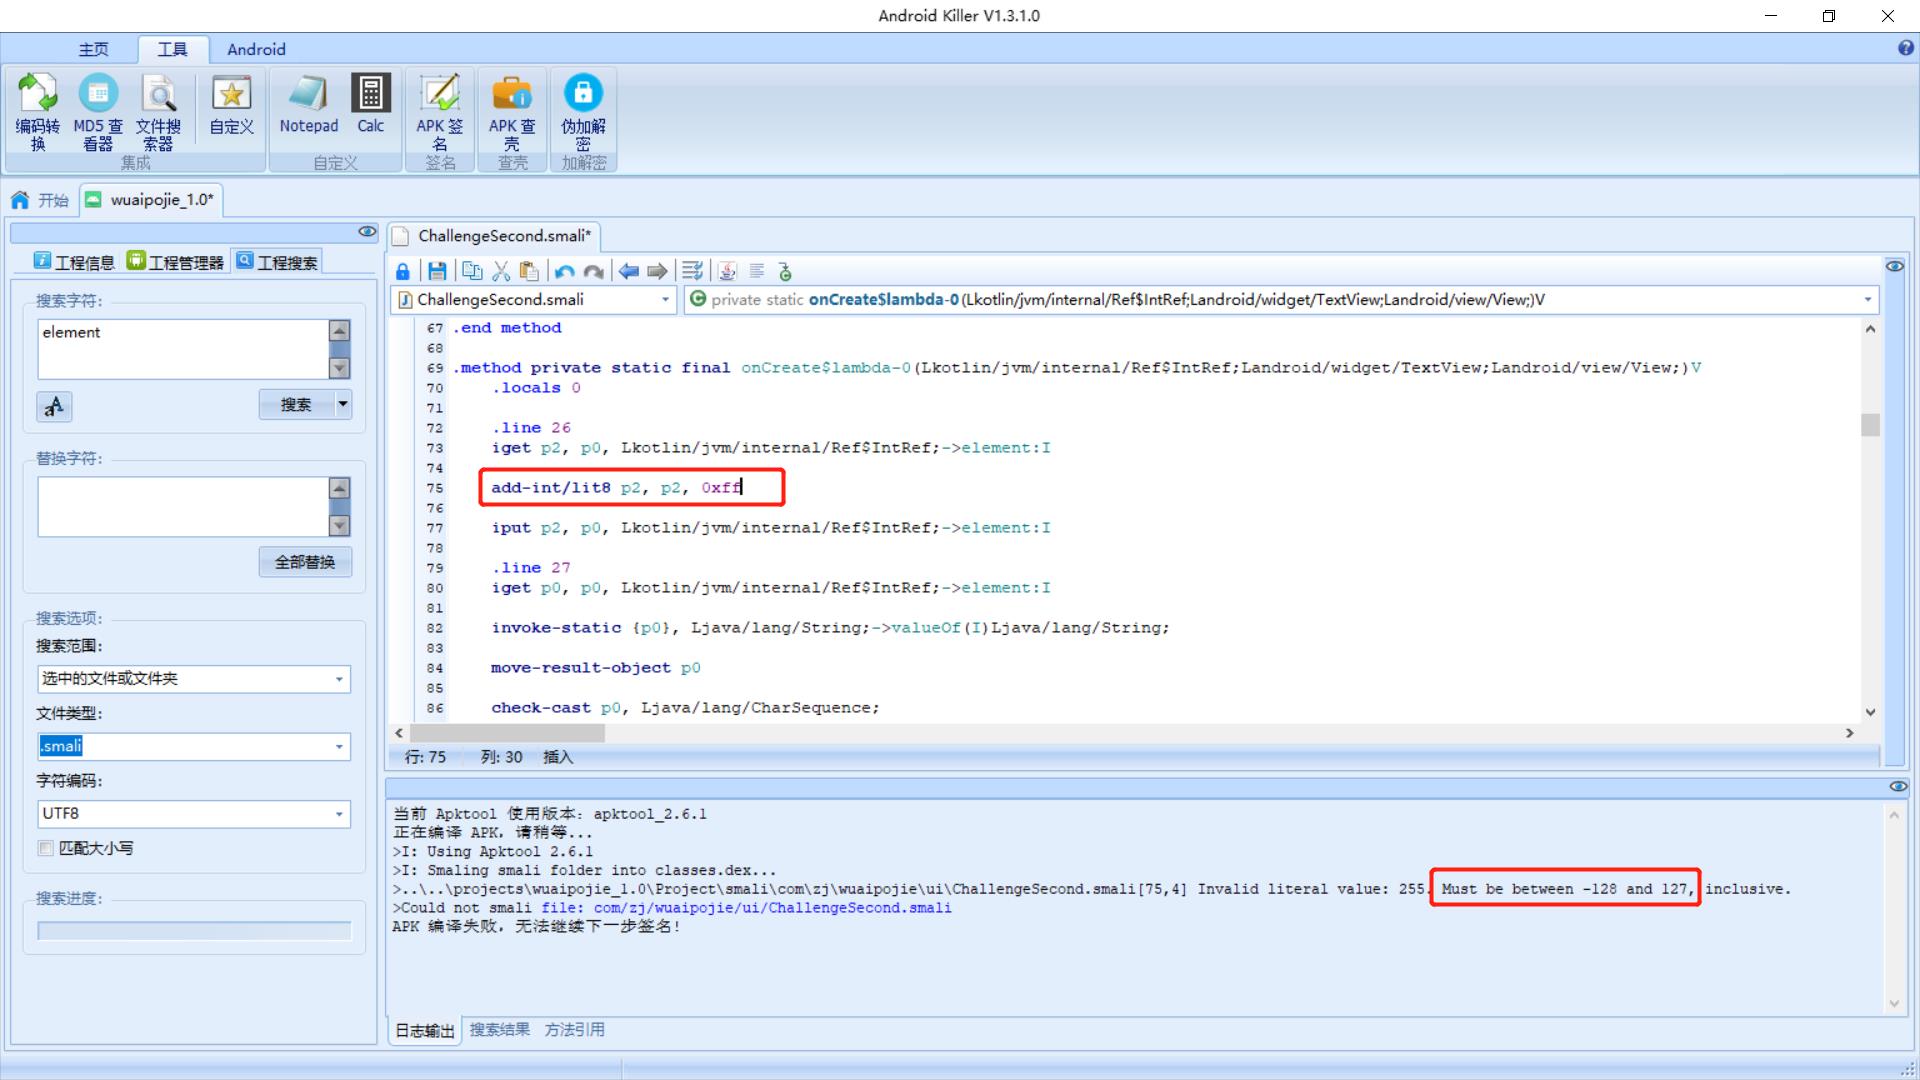 Android Killer V1.3.1.0
主页 工具 Android
编码转换 MD5 查看器 文件搜索器 自定义 Notepad Calc APK 签名 APK 查壳 伪加解密
集成 自定义 签名 查壳 加解密
开始 wuaipojie_1.0*
工程信息 工程管理器 工程搜索
搜索字符:
element
搜索
替换字符:
全部替换
搜索选项:
搜索范围:
选中的文件或文件夹
文件类型:
.smali
字符编码:
UTF8
匹配大小写
搜索进度:
ChallengeSecond.smali*
ChallengeSecond.smali private static onCreate$lambda-0(Lkotlin/jvm/internal/Ref$IntRef;Landroid/widget/TextView;Landroid/view/View;)V
67 .end method
68
69 .method private static final onCreate$lambda-0(Lkotlin/jvm/internal/Ref$IntRef;Landroid/widget/TextView;Landroid/view/View;)V
70 .locals 0
71
72 .line 26
73 iget p2, p0, Lkotlin/jvm/internal/Ref$IntRef;->element:I
74
75 add-int/lit8 p2, p2, 0xff
76
77 iput p2, p0, Lkotlin/jvm/internal/Ref$IntRef;->element:I
78
79 .line 27
80 iget p0, p0, Lkotlin/jvm/internal/Ref$IntRef;->element:I
81
82 invoke-static {p0}, Ljava/lang/String;->valueOf(I)Ljava/lang/String;
83
84 move-result-object p0
85
86 check-cast p0, Ljava/lang/CharSequence;
行: 75 列: 30 插入
当前 Apktool 使用版本: apktool_2.6.1
正在编译 APK，请稍等...
>I: Using Apktool 2.6.1
>I: Smaling smali folder into classes.dex...
>..\..\projects\wuaipojie_1.0\Project\smali\com\zj\wuaipojie\ui\ChallengeSecond.smali[75,4] Invalid literal value: 255. Must be between -128 and 127, inclusive.
>Could not smali file: com/zj/wuaipojie/ui/ChallengeSecond.smali
APK 编译失败，无法继续下一步签名!
日志输出 搜索结果 方法引用